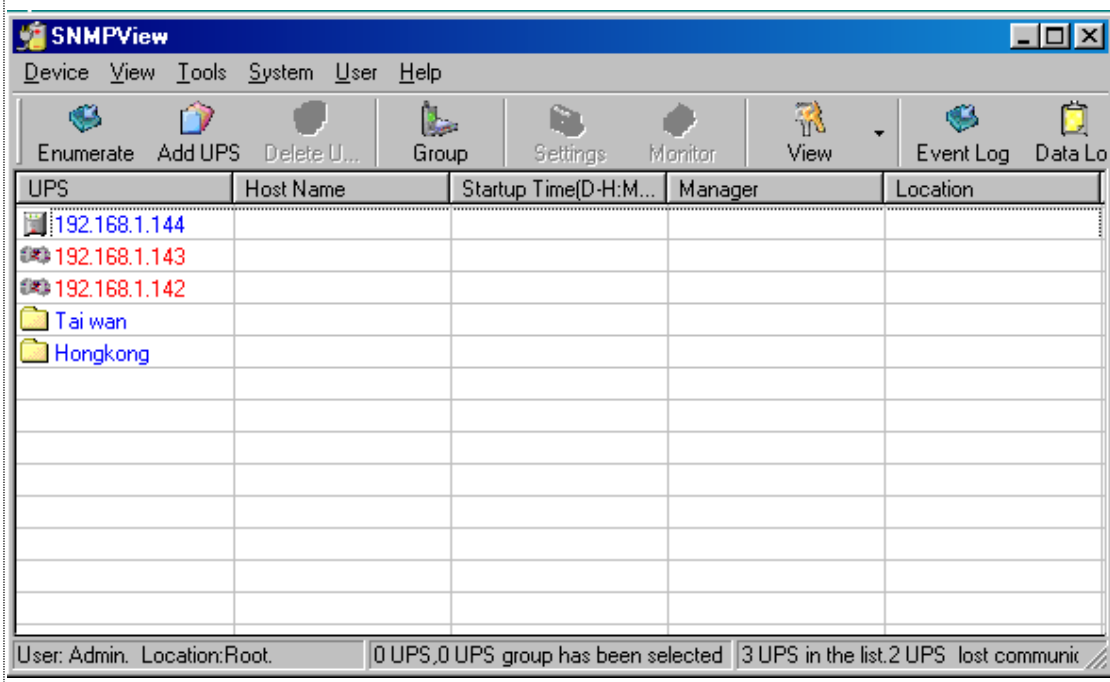 SNMPView
Device View Tools System User Help
Enumerate Add UPS Delete U... Group Settings Monitor View Event Log Data Lo
UPS Host Name Startup Time(D-H:M... Manager Location
192.168.1.144
192.168.1.143
192.168.1.142
Tai wan
Hongkong
User: Admin. Location:Root. 0 UPS,0 UPS group has been selected 3 UPS in the list.2 UPS lost communic